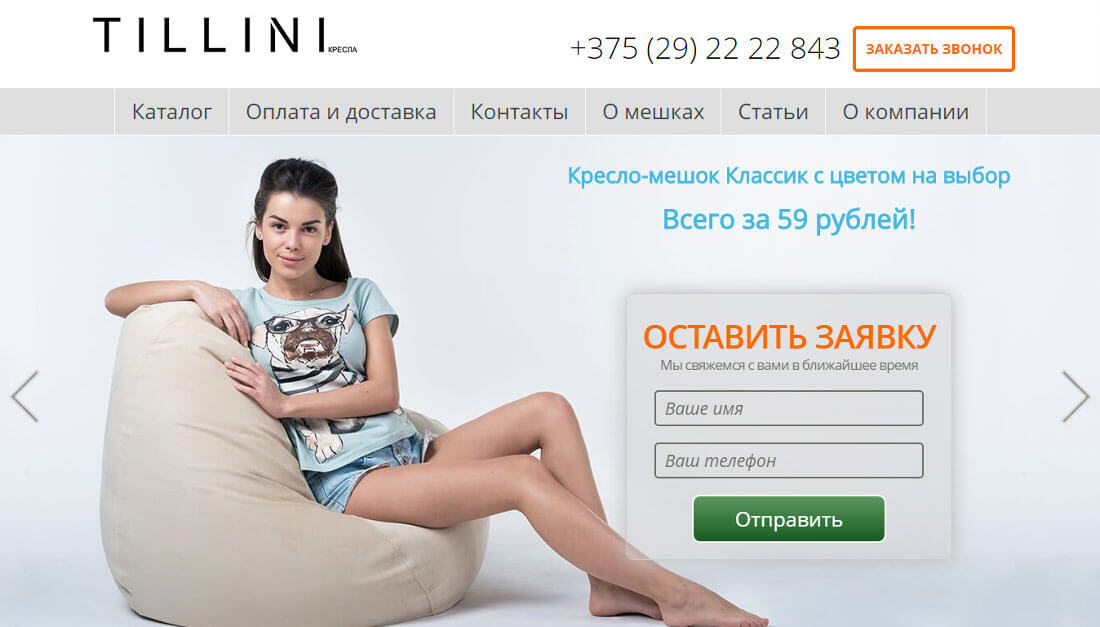 TILLINI
КРЕСЛА
+375 (29) 22 22 843
ЗАКАЗАТЬ ЗВОНОК
Каталог
Оплата и доставка
Контакты
О мешках
Статьи
О компании
Кресло-мешок Классик с цветом на выбор
Всего за 59 рублей!
ОСТАВИТЬ ЗАЯВКУ
Мы свяжемся с вами в ближайшее время
Ваше имя
Ваш телефон
Отправить